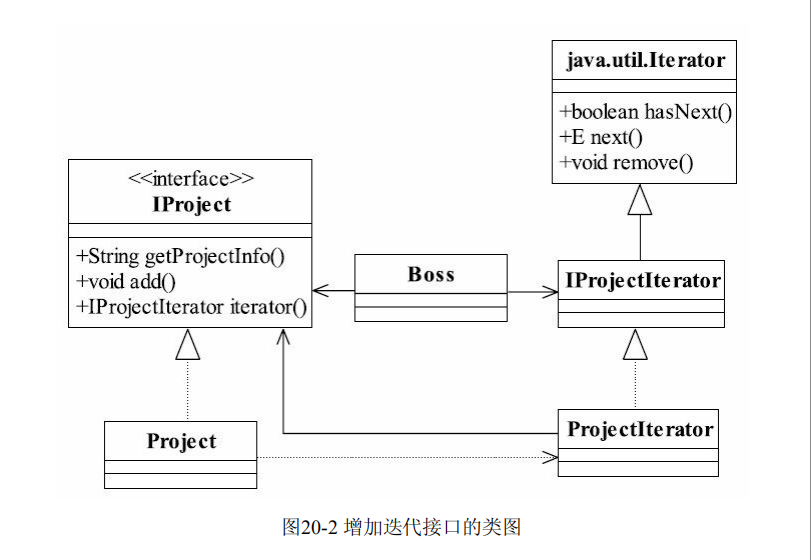 java.util.Iterator
+boolean hasNext()
+E next()
+void remove()
<<interface>>
IProject
+String getProjectInfo()
+void add()
+IProjectIterator iterator()
Boss
IProjectIterator
Project
ProjectIterator
图20-2 增加迭代接口的类图